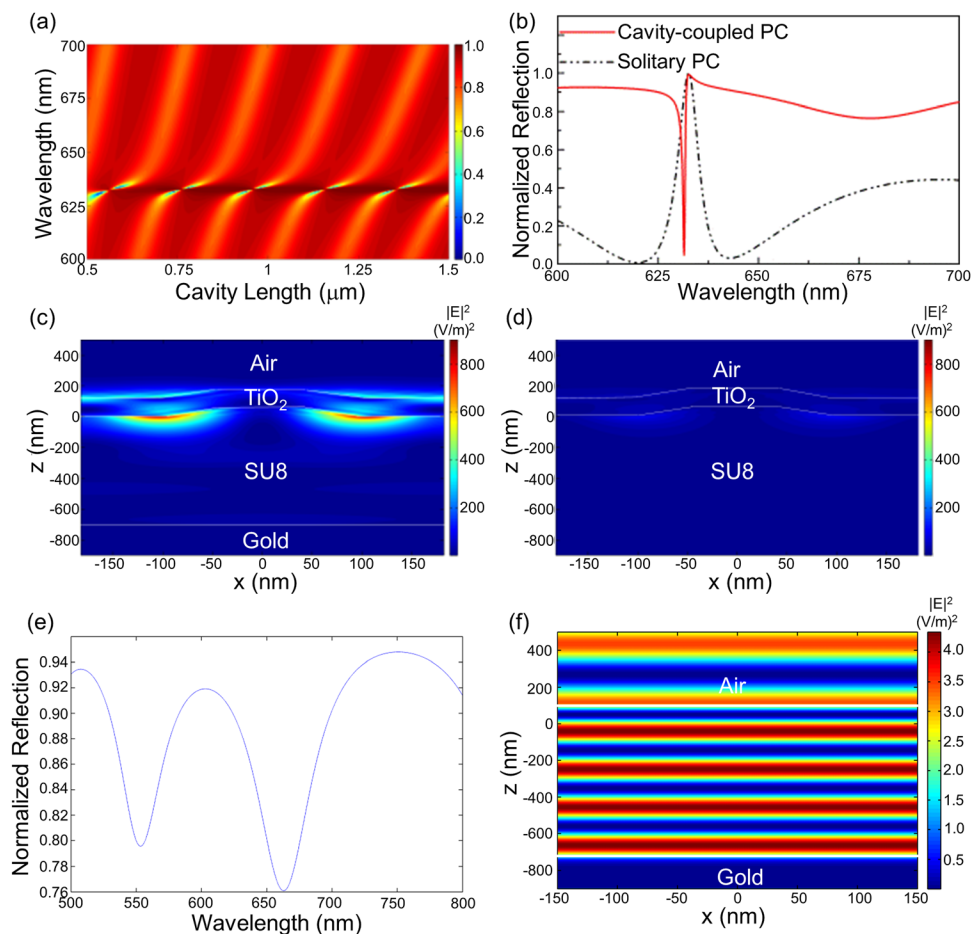 (a)
700
675
650
625
600
Wavelength (nm)
0.5
0.75
1
1.25
1.5
Cavity Length (μm)
1.0
0.8
0.6
0.4
0.2
0.0
(b)
Cavity-coupled PC
Solitary PC
1.0
0.8
0.6
0.4
0.2
0.0
Normalized Reflection
600
625
650
675
700
Wavelength (nm)
(c)
|E|²
(V/m)²
400
200
0
-200
-400
-600
-800
z (nm)
Air
TiO₂
SU8
Gold
-150
-100
-50
0
50
100
150
x (nm)
800
600
400
200
(d)
|E|²
(V/m)²
400
200
0
-200
-400
-600
-800
z (nm)
Air
TiO₂
SU8
-150
-100
-50
0
50
100
150
x (nm)
800
600
400
200
(e)
0.94
0.92
0.88
0.84
0.80
0.78
0.76
Normalized Reflection
500
550
600
650
700
750
800
Wavelength (nm)
(f)
|E|²
(V/m)²
400
200
0
-200
-400
-600
-800
z (nm)
Air
Gold
-150
-100
-50
0
50
100
150
x (nm)
4.0
3.5
3.0
2.5
2.0
1.5
1.0
0.5